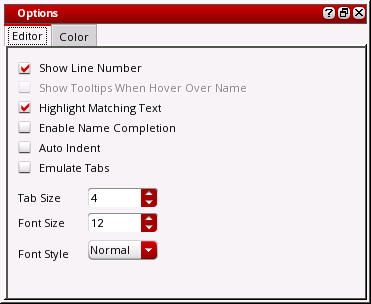 Options
Editor Color
Show Line Number
Show Tooltips When Hover Over Name
Highlight Matching Text
Enable Name Completion
Auto Indent
Emulate Tabs
Tab Size 4
Font Size 12
Font Style Normal